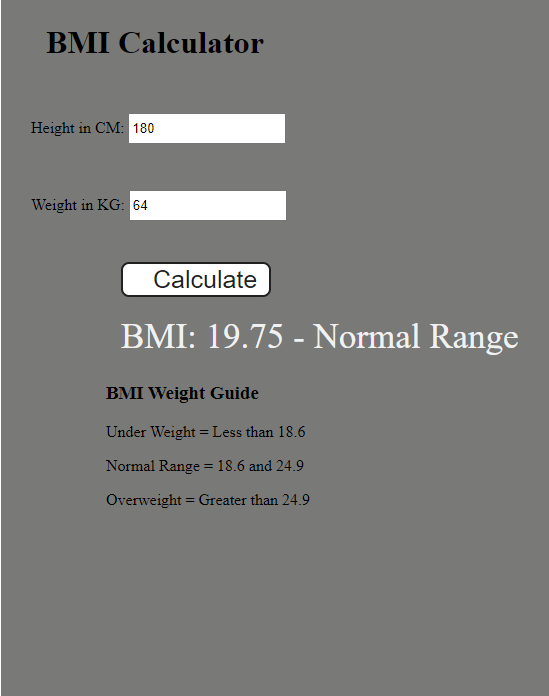 BMI Calculator
Height in CM: 180
Weight in KG: 64
Calculate
BMI: 19.75 - Normal Range
BMI Weight Guide
Under Weight = Less than 18.6
Normal Range = 18.6 and 24.9
Overweight = Greater than 24.9